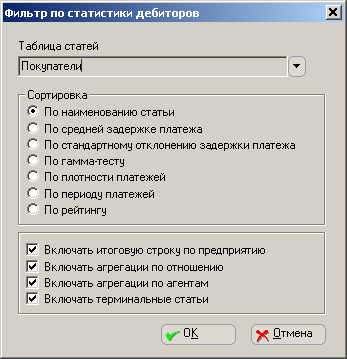 Фильтр по статистики дебиторов
Таблица статей
Покупатели
Сортировка
По наименованию статьи
По средней задержке платежа
По стандартному отклонению задержки платежа
По гамма-тесту
По плотности платежей
По периоду платежей
По рейтингу
Включать итоговую строку по предприятию
Включать агрегации по отношению
Включать агрегации по агентам
Включать терминальные статьи
OK
Отмена